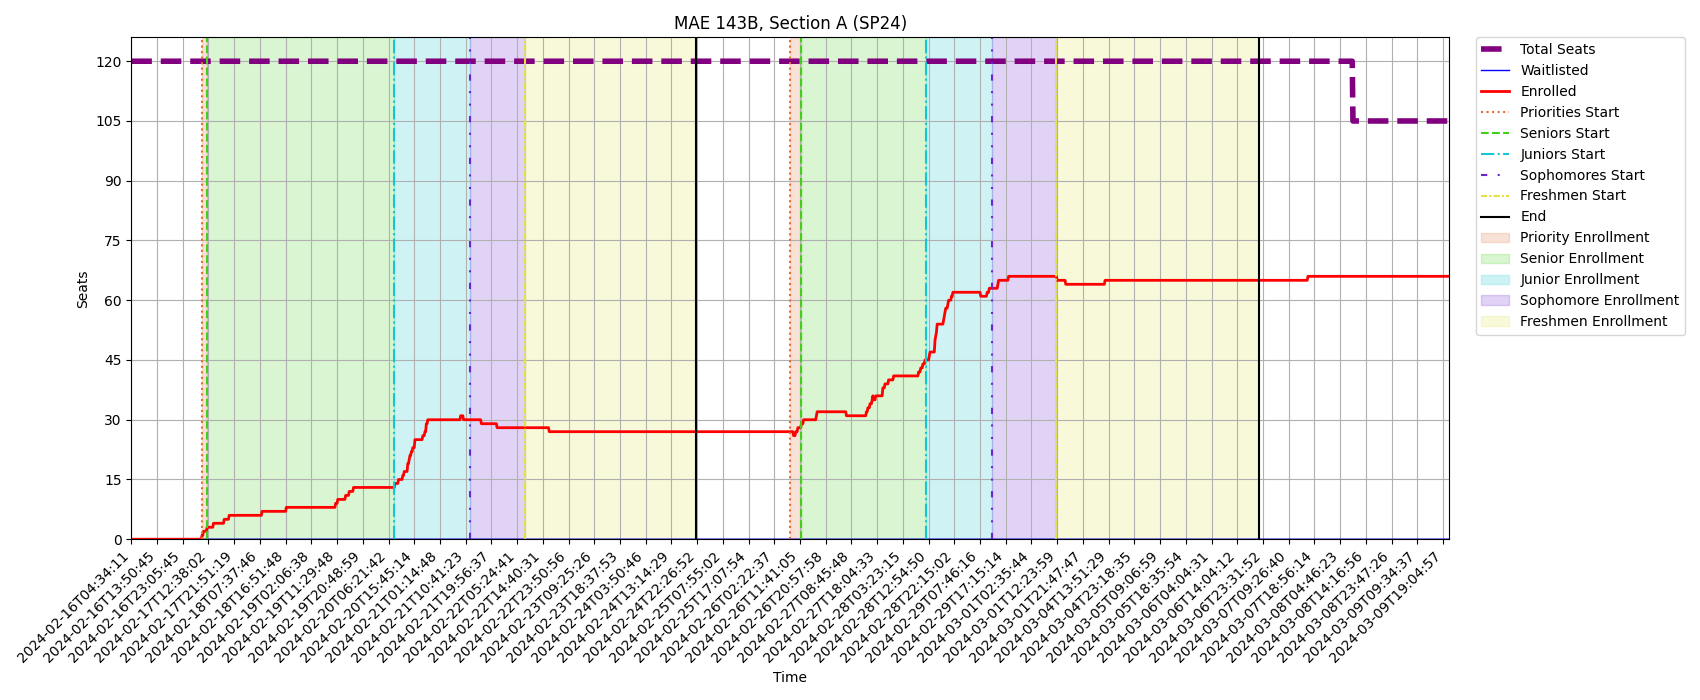 MAE 143B, Section A (SP24)
Total Seats
Waitlisted
Enrolled
Priorities Start
Seniors Start
Juniors Start
Sophomores Start
Freshmen Start
End
Priority Enrollment
Senior Enrollment
Junior Enrollment
Sophomore Enrollment
Freshmen Enrollment
Seats
120
105
90
75
60
45
30
15
0
2024-02-16T04:34:11
2024-02-16T13:50:45
2024-02-16T23:05:45
2024-02-17T12:38:02
2024-02-17T21:51:19
2024-02-18T07:37:46
2024-02-18T16:51:48
2024-02-19T02:06:38
2024-02-19T11:29:48
2024-02-19T20:48:59
2024-02-20T06:21:42
2024-02-20T15:45:14
2024-02-21T01:14:48
2024-02-21T10:41:23
2024-02-21T19:56:37
2024-02-22T05:24:41
2024-02-22T14:40:31
2024-02-22T23:50:56
2024-02-23T09:25:26
2024-02-23T18:37:53
2024-02-24T03:50:46
2024-02-24T13:14:29
2024-02-24T22:26:52
2024-02-25T07:55:02
2024-02-25T17:07:54
2024-02-26T02:22:37
2024-02-26T11:41:05
2024-02-26T20:57:58
2024-02-27T08:45:48
2024-02-27T18:04:33
2024-02-28T03:23:15
2024-02-28T12:54:50
2024-02-28T22:15:02
2024-02-29T07:46:16
2024-02-29T17:15:14
2024-03-01T02:35:44
2024-03-01T12:23:59
2024-03-01T21:47:47
2024-03-04T13:51:29
2024-03-04T23:18:35
2024-03-05T09:06:59
2024-03-05T18:35:54
2024-03-06T04:04:31
2024-03-06T14:04:12
2024-03-06T23:31:52
2024-03-07T09:26:40
2024-03-07T18:56:14
2024-03-08T04:46:23
2024-03-08T14:16:56
2024-03-08T23:47:26
2024-03-09T09:34:37
2024-03-09T19:04:57
Time